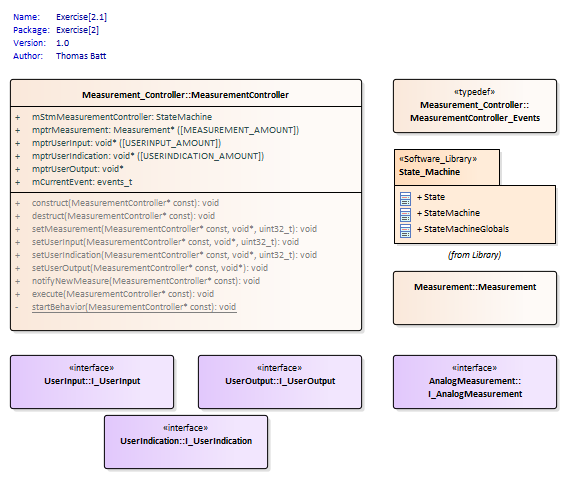 Name: Exercise[2.1]
Package: Exercise[2]
Version: 1.0
Author: Thomas Batt
Measurement_Controller::MeasurementController
+ mStmMeasurementController: StateMachine
+ mptrMeasurement: Measurement* ([MEASUREMENT_AMOUNT])
+ mptrUserInput: void* ([USERINPUT_AMOUNT])
+ mptrUserIndication: void* ([USERINDICATION_AMOUNT])
+ mptrUserOutput: void*
+ mCurrentEvent: events_t
+ construct(MeasurementController* const): void
+ destruct(MeasurementController* const): void
+ setMeasurement(MeasurementController* const, void*, uint32_t): void
+ setUserInput(MeasurementController* const, void*, uint32_t): void
+ setUserIndication(MeasurementController* const, void*, uint32_t): void
+ setUserOutput(MeasurementController* const, void*): void
+ notifyNewMeasure(MeasurementController* const): void
+ execute(MeasurementController* const): void
- startBehavior(MeasurementController* const): void
«typedef»
Measurement_Controller::
MeasurementController_Events
«Software_Library»
State_Machine
+ State
+ StateMachine
+ StateMachineGlobals
(from Library)
Measurement::Measurement
«interface»
UserInput::I_UserInput
«interface»
UserOutput::I_UserOutput
«interface»
AnalogMeasurement::
I_AnalogMeasurement
«interface»
UserIndication::I_UserIndication